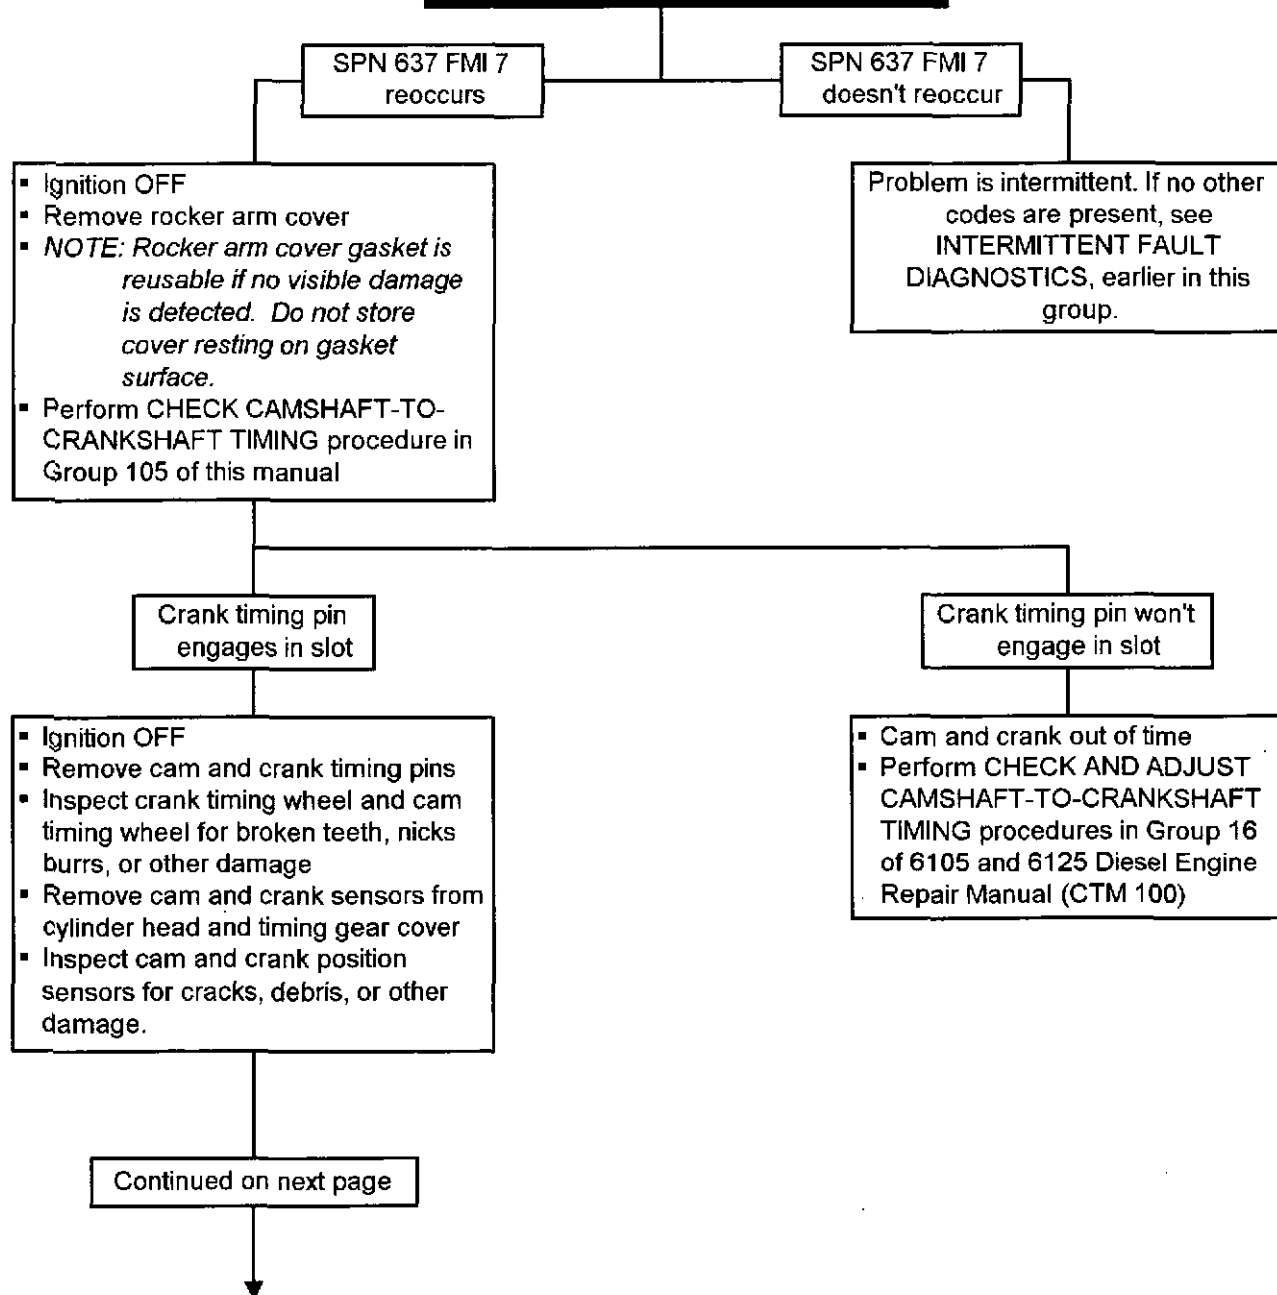 SPN 637 FMI 7
reoccurs
SPN 637 FMI 7
doesn't reoccur
▪ Ignition OFF
▪ Remove rocker arm cover
▪ NOTE: Rocker arm cover gasket is
reusable if no visible damage
is detected. Do not store
cover resting on gasket
surface.
▪ Perform CHECK CAMSHAFT-TO-
CRANKSHAFT TIMING procedure in
Group 105 of this manual
Problem is intermittent. If no other
codes are present, see
INTERMITTENT FAULT
DIAGNOSTICS, earlier in this
group.
Crank timing pin
engages in slot
Crank timing pin won't
engage in slot
▪ Ignition OFF
▪ Remove cam and crank timing pins
▪ Inspect crank timing wheel and cam
timing wheel for broken teeth, nicks
burrs, or other damage
▪ Remove cam and crank sensors from
cylinder head and timing gear cover
▪ Inspect cam and crank position
sensors for cracks, debris, or other
damage.
▪ Cam and crank out of time
▪ Perform CHECK AND ADJUST
CAMSHAFT-TO-CRANKSHAFT
TIMING procedures in Group 16
of 6105 and 6125 Diesel Engine
Repair Manual (CTM 100)
Continued on next page